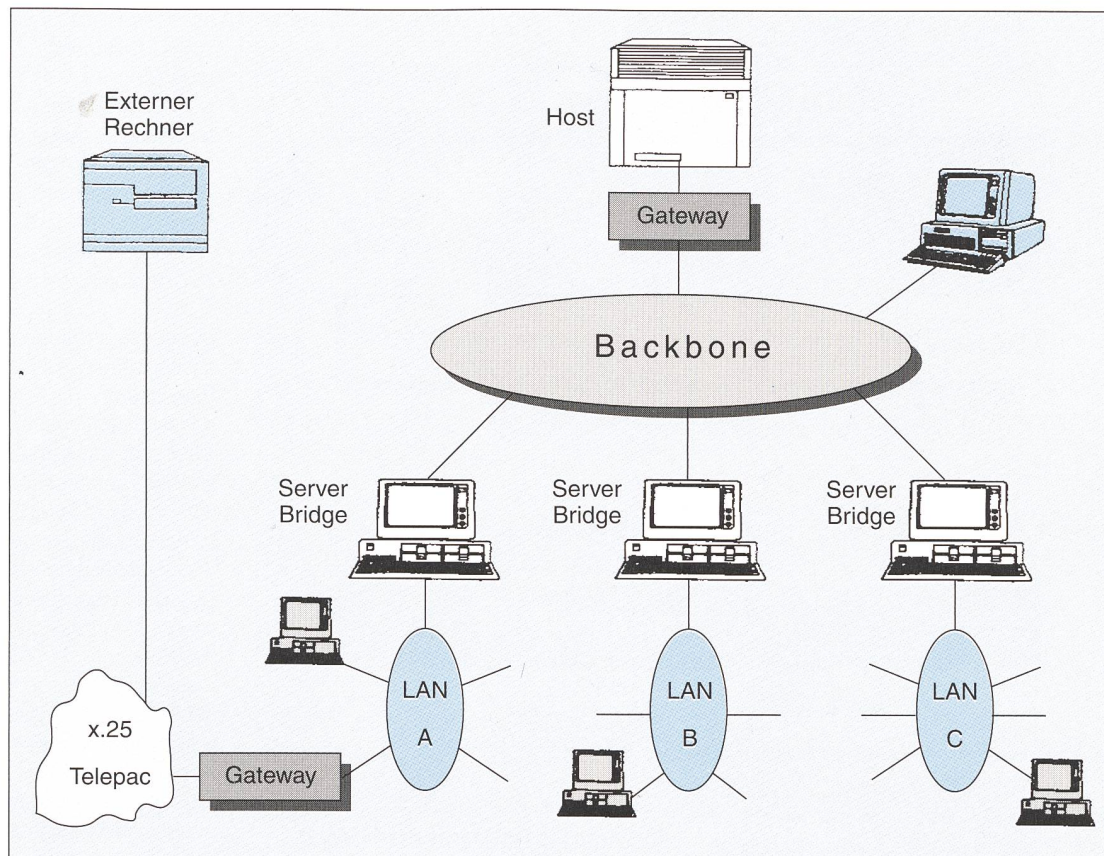 Externer
Rechner
Host
Gateway
Backbone
Server
Bridge
Server
Bridge
Server
Bridge
LAN
A
LAN
B
LAN
C
x.25
Telepac
Gateway